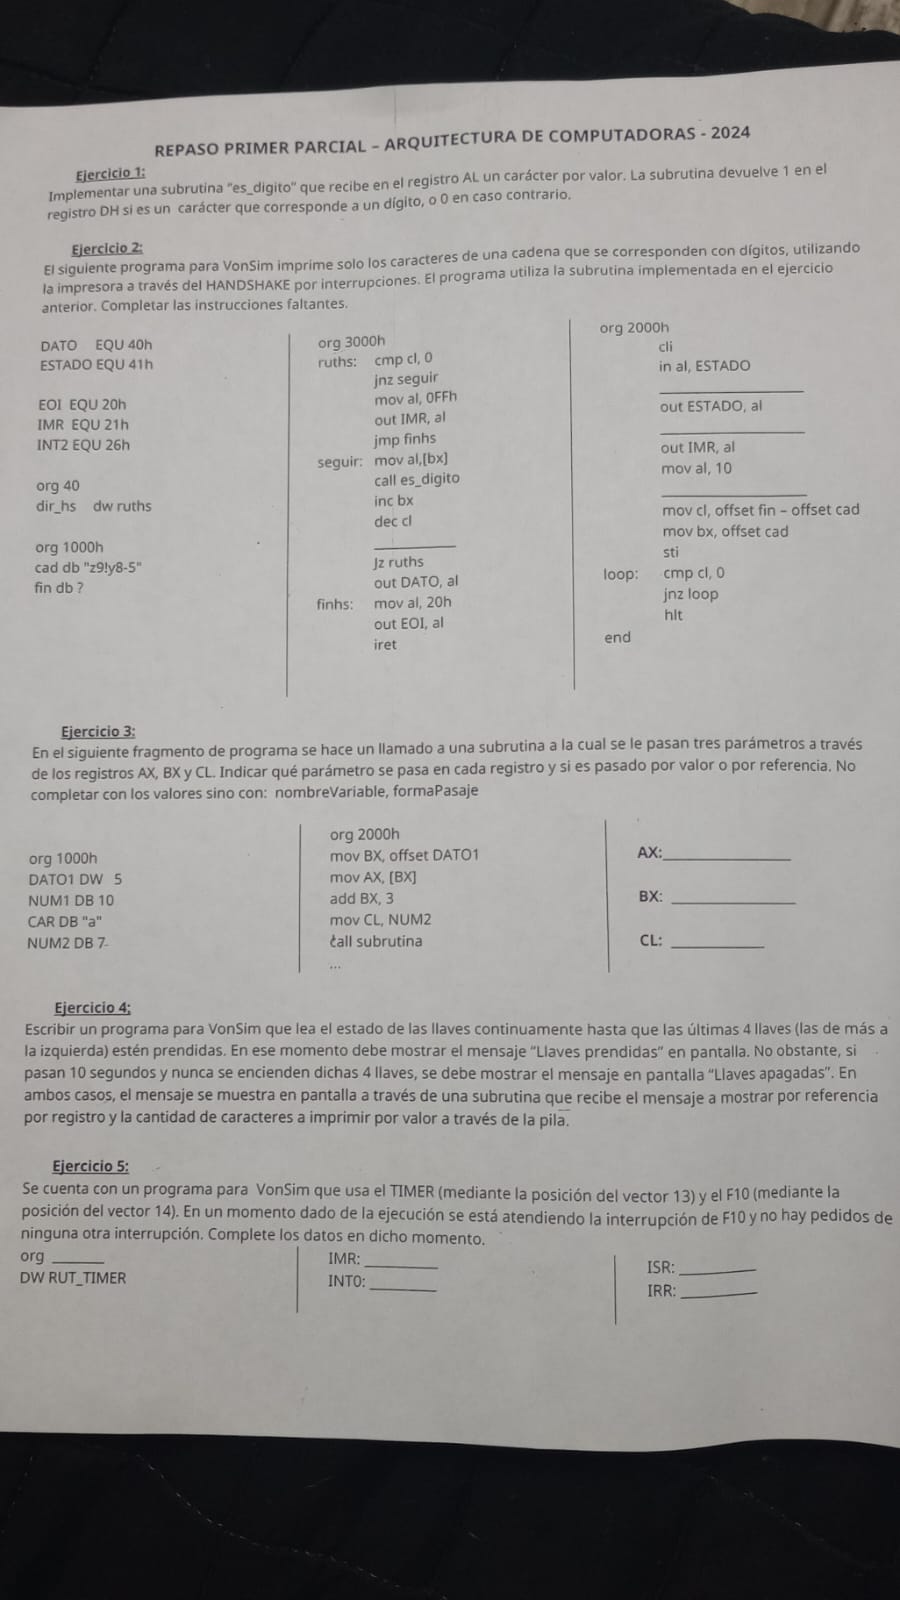 REPASO PRIMER PARCIAL – ARQUITECTURA DE COMPUTADORAS - 2024
Ejercicio 1:
Implementar una subrutina "es_digito" que recibe en el registro AL un carácter por valor. La subrutina devuelve 1 en el
registro DH si es un carácter que corresponde a un dígito, o 0 en caso contrario.
Ejercicio 2:
El siguiente programa para VonSim imprime solo los caracteres de una cadena que se corresponden con dígitos, utilizando
la impresora a través del HANDSHAKE por interrupciones. El programa utiliza la subrutina implementada en el ejercicio
anterior. Completar las instrucciones faltantes.
DATO EQU 40h
ESTADO EQU 41h
EOI EQU 20h
IMR EQU 21h
INT2 EQU 26h
org 40
dir_hs dw ruths
org 1000h
cad db "z9!y8-5"
fin db ?
org 3000h
ruths: cmp cl, 0
jnz seguir
mov al, 0FFh
out IMR, al
jmp finhs
seguir: mov al,[bx]
call es_digito
inc bx
dec cl
________
Jz ruths
out DATO, al
finhs: mov al, 20h
out EOI, al
iret
org 2000h
cli
in al, ESTADO
______________
out ESTADO, al
______________
out IMR, al
mov al, 10
______________
mov cl, offset fin – offset cad
mov bx, offset cad
sti
loop: cmp cl, 0
jnz loop
hlt
end
Ejercicio 3:
En el siguiente fragmento de programa se hace un llamado a una subrutina a la cual se le pasan tres parámetros a través
de los registros AX, BX y CL. Indicar qué parámetro se pasa en cada registro y si es pasado por valor o por referencia. No
completar con los valores sino con: nombreVariable, formaPasaje
org 1000h
DATO1 DW 5
NUM1 DB 10
CAR DB "a"
NUM2 DB 7
org 2000h
mov BX, offset DATO1
mov AX, [BX]
add BX, 3
mov CL, NUM2
call subrutina
...
AX:____________
BX: ____________
CL: _________
Ejercicio 4:
Escribir un programa para VonSim que lea el estado de las llaves continuamente hasta que las últimas 4 llaves (las de más a
la izquierda) estén prendidas. En ese momento debe mostrar el mensaje "Llaves prendidas" en pantalla. No obstante, si
pasan 10 segundos y nunca se encienden dichas 4 llaves, se debe mostrar el mensaje en pantalla "Llaves apagadas". En
ambos casos, el mensaje se muestra en pantalla a través de una subrutina que recibe el mensaje a mostrar por referencia
por registro y la cantidad de caracteres a imprimir por valor a través de la pila.
Ejercicio 5:
Se cuenta con un programa para VonSim que usa el TIMER (mediante la posición del vector 13) y el F10 (mediante la
posición del vector 14). En un momento dado de la ejecución se está atendiendo la interrupción de F10 y no hay pedidos de
ninguna otra interrupción. Complete los datos en dicho momento.
org _____
DW RUT_TIMER
IMR: _______
INT0: ______
ISR: _______
IRR: _______